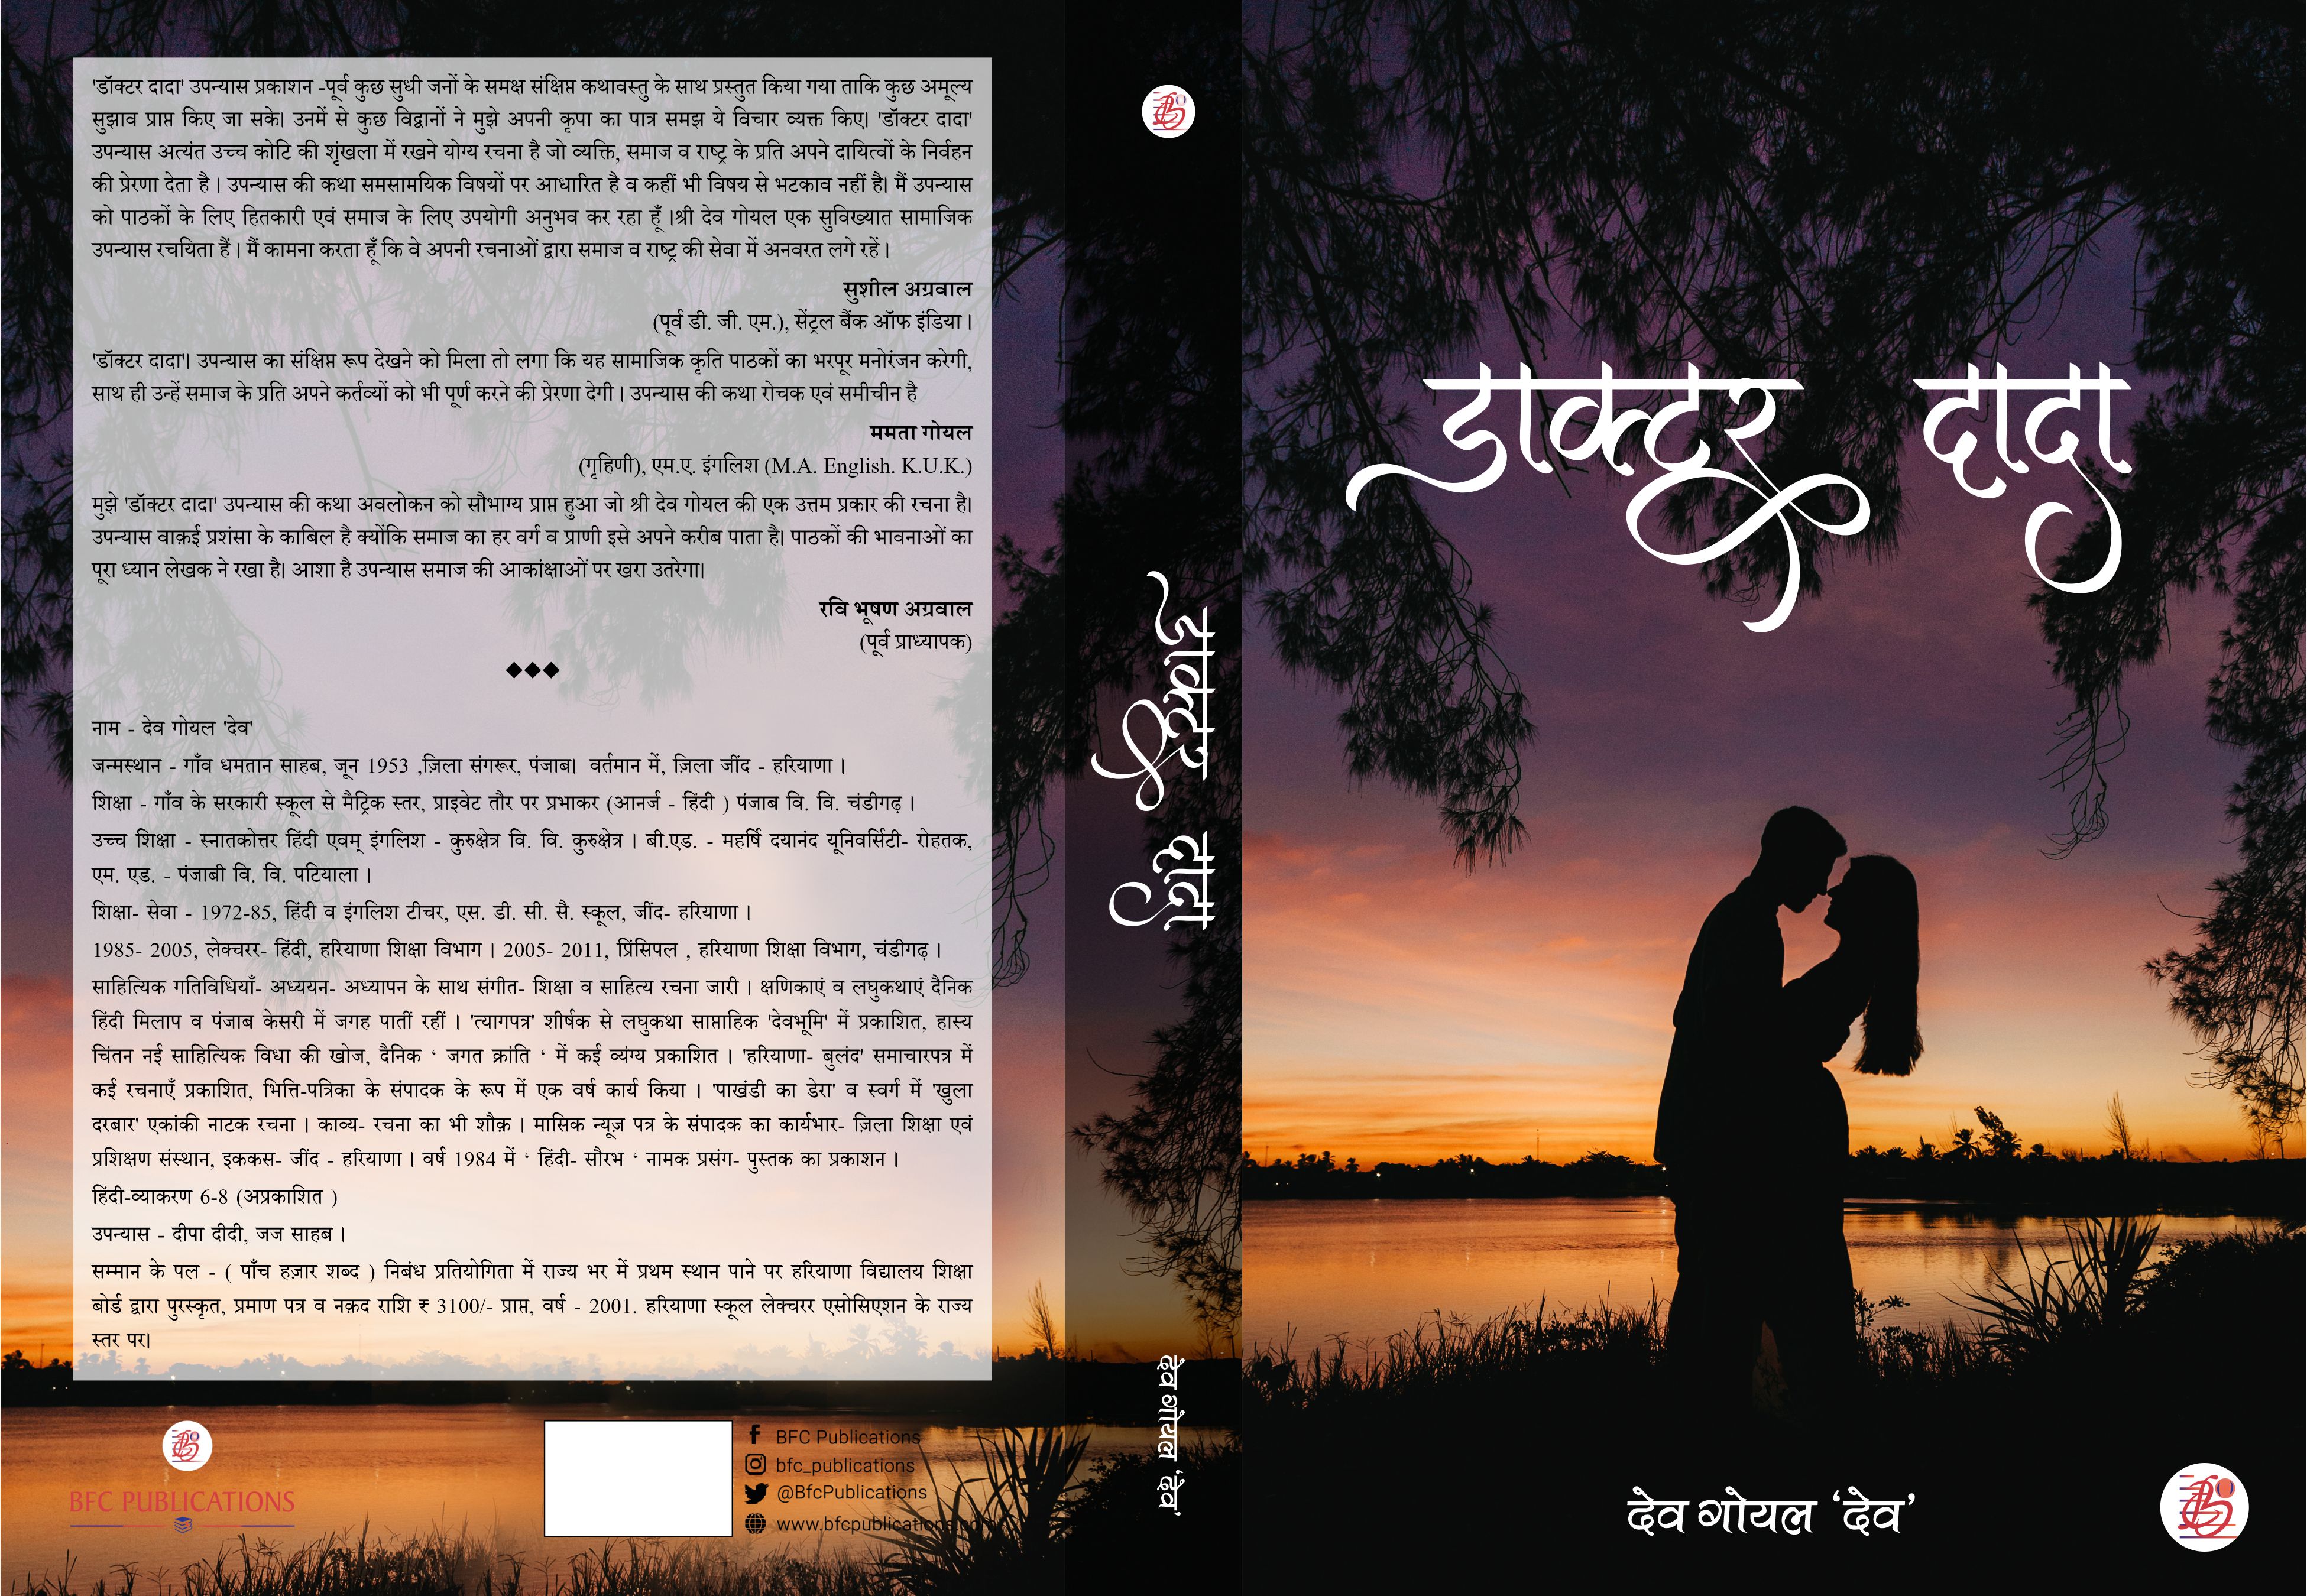 'डॉक्टर दादा' उपन्यास प्रकाशन -पूर्व कुछ सुधी जनों के समक्ष संक्षिप्त कथावस्तु के साथ प्रस्तुत किया गया ताकि कुछ अमूल्य
सुझाव प्राप्त किए जा सके। उनमें से कुछ विद्वानों ने मुझे अपनी कृपा का पात्र समझ ये विचार व्यक्त किए। 'डॉक्टर दादा'
उपन्यास अत्यंत उच्च कोटि की शृंखला में रखने योग्य रचना है जो व्यक्ति, समाज व राष्ट्र के प्रति अपने दायित्वों के निर्वहन
की प्रेरणा देता है। उपन्यास की कथा समसामयिक विषयों पर आधारित है व कहीं भी विषय से भटकाव नहीं है। मैं उपन्यास
को पाठकों के लिए हितकारी एवं समाज के लिए उपयोगी अनुभव कर रहा हूँ ।श्री देव गोयल एक सुविख्यात सामाजिक
उपन्यास रचयिता हैं। मैं कामना करता हूँ कि वे अपनी रचनाओं द्वारा समाज व राष्ट्र की सेवा में अनवरत लगे रहें।
सुशील अग्रवाल
(पूर्व डी. जी. एम.), सेंट्रल बैंक ऑफ इंडिया।
'डॉक्टर दादा'। उपन्यास का संक्षिप्त रूप देखने को मिला तो लगा कि यह सामाजिक कृति पाठकों का भरपूर मनोरंजन करेगी,
साथ ही उन्हें समाज के प्रति अपने कर्तव्यों को भी पूर्ण करने की प्रेरणा देगी। उपन्यास की कथा रोचक एवं समीचीन है
ममता गोयल
(गृहिणी), एम.ए. इंगलिश (M.A. English. K.U.K.)
मुझे 'डॉक्टर दादा' उपन्यास की कथा अवलोकन को सौभाग्य प्राप्त हुआ जो श्री देव गोयल की एक उत्तम प्रकार की रचना है।
उपन्यास वाक़ई प्रशंसा के काबिल है क्योंकि समाज का हर वर्ग व प्राणी इसे अपने करीब पाता है। पाठकों की भावनाओं का
पूरा ध्यान लेखक ने रखा है। आशा है उपन्यास समाज की आकांक्षाओं पर खरा उतरेगा।
रवि भूषण अग्रवाल
(पूर्व प्राध्यापक)
नाम - देव गोयल 'देव'
जन्मस्थान - गाँव धमतान साहब, जून 1953 ,ज़िला संगरूर, पंजाब। वर्तमान में, ज़िला जींद - हरियाणा।
शिक्षा - गाँव के सरकारी स्कूल से मैट्रिक स्तर, प्राइवेट तौर पर प्रभाकर (आनर्ज - हिंदी ) पंजाब वि. वि. चंडीगढ़।
उच्च शिक्षा - स्नातकोत्तर हिंदी एवम् इंगलिश - कुरुक्षेत्र वि. वि. कुरुक्षेत्र। बी.एड. - महर्षि दयानंद यूनिवर्सिटी- रोहतक,
एम. एड. - पंजाबी वि. वि. पटियाला।
शिक्षा- सेवा - 1972-85, हिंदी व इंगलिश टीचर, एस. डी. सी. सै. स्कूल, जींद- हरियाणा।
1985- 2005, लेक्चरर- हिंदी, हरियाणा शिक्षा विभाग। 2005- 2011, प्रिंसिपल , हरियाणा शिक्षा विभाग, चंडीगढ़।
साहित्यिक गतिविधियाँ- अध्ययन- अध्यापन के साथ संगीत- शिक्षा व साहित्य रचना जारी। क्षणिकाएं व लघुकथाएं दैनिक
हिंदी मिलाप व पंजाब केसरी में जगह पातीं रहीं। 'त्यागपत्र' शीर्षक से लघुकथा साप्ताहिक 'देवभूमि' में प्रकाशित, हास्य
चिंतन नई साहित्यिक विधा की खोज, दैनिक ‘ जगत क्रांति ‘ में कई व्यंग्य प्रकाशित। 'हरियाणा- बुलंद' समाचारपत्र में
कई रचनाएँ प्रकाशित, भित्ति-पत्रिका के संपादक के रूप में एक वर्ष कार्य किया। 'पाखंडी का डेरा' व स्वर्ग में 'खुला
दरबार' एकांकी नाटक रचना। काव्य- रचना का भी शौक़। मासिक न्यूज़ पत्र के संपादक का कार्यभार- ज़िला शिक्षा एवं
प्रशिक्षण संस्थान, इककस- जींद - हरियाणा। वर्ष 1984 में ‘ हिंदी- सौरभ ‘ नामक प्रसंग- पुस्तक का प्रकाशन।
हिंदी-व्याकरण 6-8 (अप्रकाशित )
उपन्यास - दीपा दीदी, जज साहब।
सम्मान के पल - ( पाँच हज़ार शब्द ) निबंध प्रतियोगिता में राज्य भर में प्रथम स्थान पाने पर हरियाणा विद्यालय शिक्षा
बोर्ड द्वारा पुरस्कृत, प्रमाण पत्र व नक़द राशि ₹ 3100/- प्राप्त, वर्ष - 2001. हरियाणा स्कूल लेक्चरर एसोसिएशन के राज्य
स्तर पर।
BFC PUBLICATIONS
BFC Publications
bfc_publications
@BfcPublications
www.bfcpublications.com
डाक्टर दादा
देव गोयल ‘देव’
डाक्टर दादा
देव गोयल ‘देव’